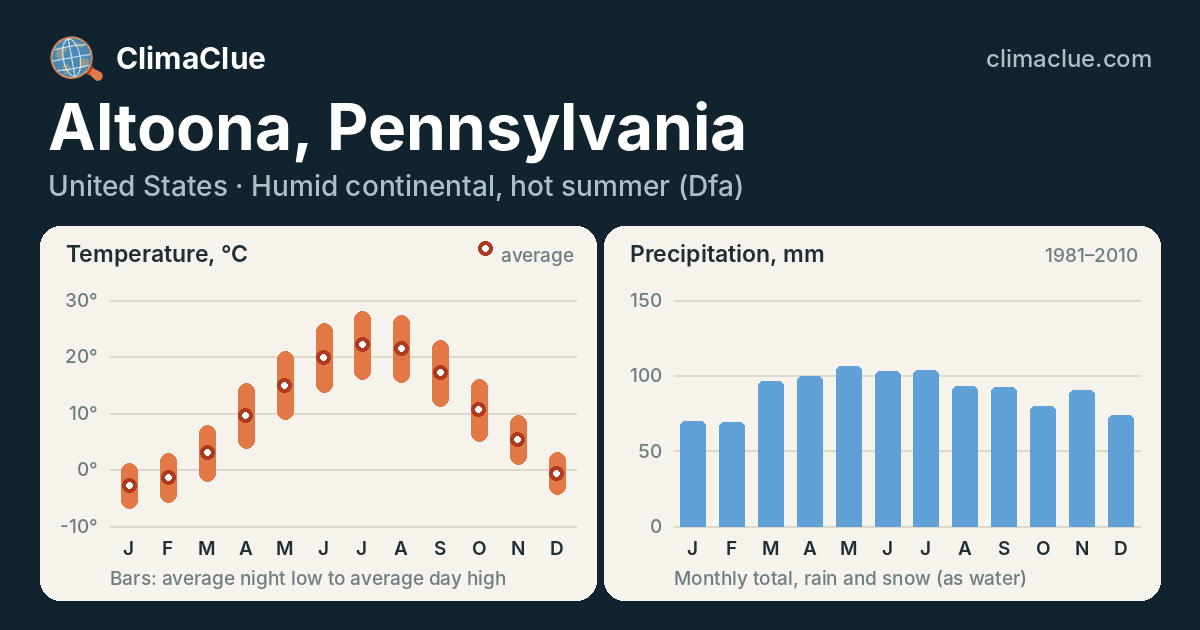 ClimaClue
climaclue.com
Altoona, Pennsylvania
United States · Humid continental, hot summer (Dfa)
Temperature, °C
average
30°
20°
10°
0°
-10°
J F M A M J J A S O N D
Bars: average night low to average day high
Precipitation, mm
1981–2010
150
100
50
0
J F M A M J J A S O N D
Monthly total, rain and snow (as water)